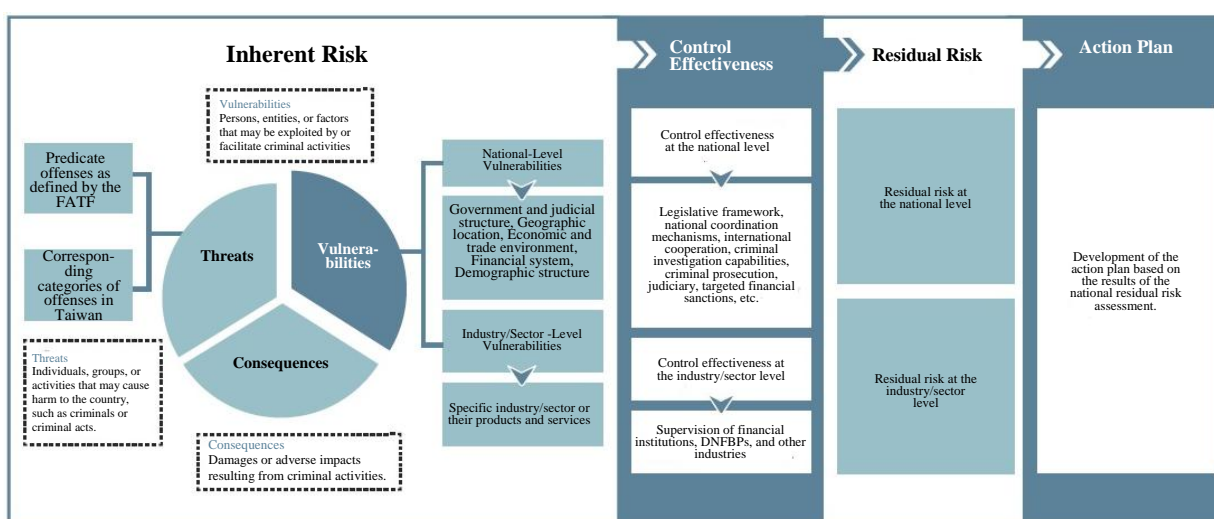 Inherent Risk
Vulnerabilities
Persons, entities, or factors
that may be exploited by or
facilitate criminal activities
Predicate
offenses as
defined by the
FATF
Correspon-
ding
categories of
offenses in
Taiwan
Threats
Individuals, groups, or
activities that may cause
harm to the country,
such as criminals or
criminal acts.
Threats
Vulnera-
bilities
Consequences
Consequences
Damages or adverse impacts
resulting from criminal activities.
National-Level
Vulnerabilities
Government and judicial
structure, Geographic
location, Economic and
trade environment,
Financial system,
Demographic structure
Industry/Sector -Level
Vulnerabilities
Specific industry/sector or
their products and services
Control
Effectiveness
Control effectiveness
at the national level
Legislative framework,
national coordination
mechanisms, international
cooperation, criminal
investigation capabilities,
criminal prosecution,
judiciary, targeted financial
sanctions, etc.
Control effectiveness at
the industry/sector level
Supervision of financial
institutions, DNFBPs, and other
industries
Residual Risk
Residual risk at
the national level
Residual risk at the
industry/sector
level
Action Plan
Development of the
action plan based on
the results of the
national residual risk
assessment.